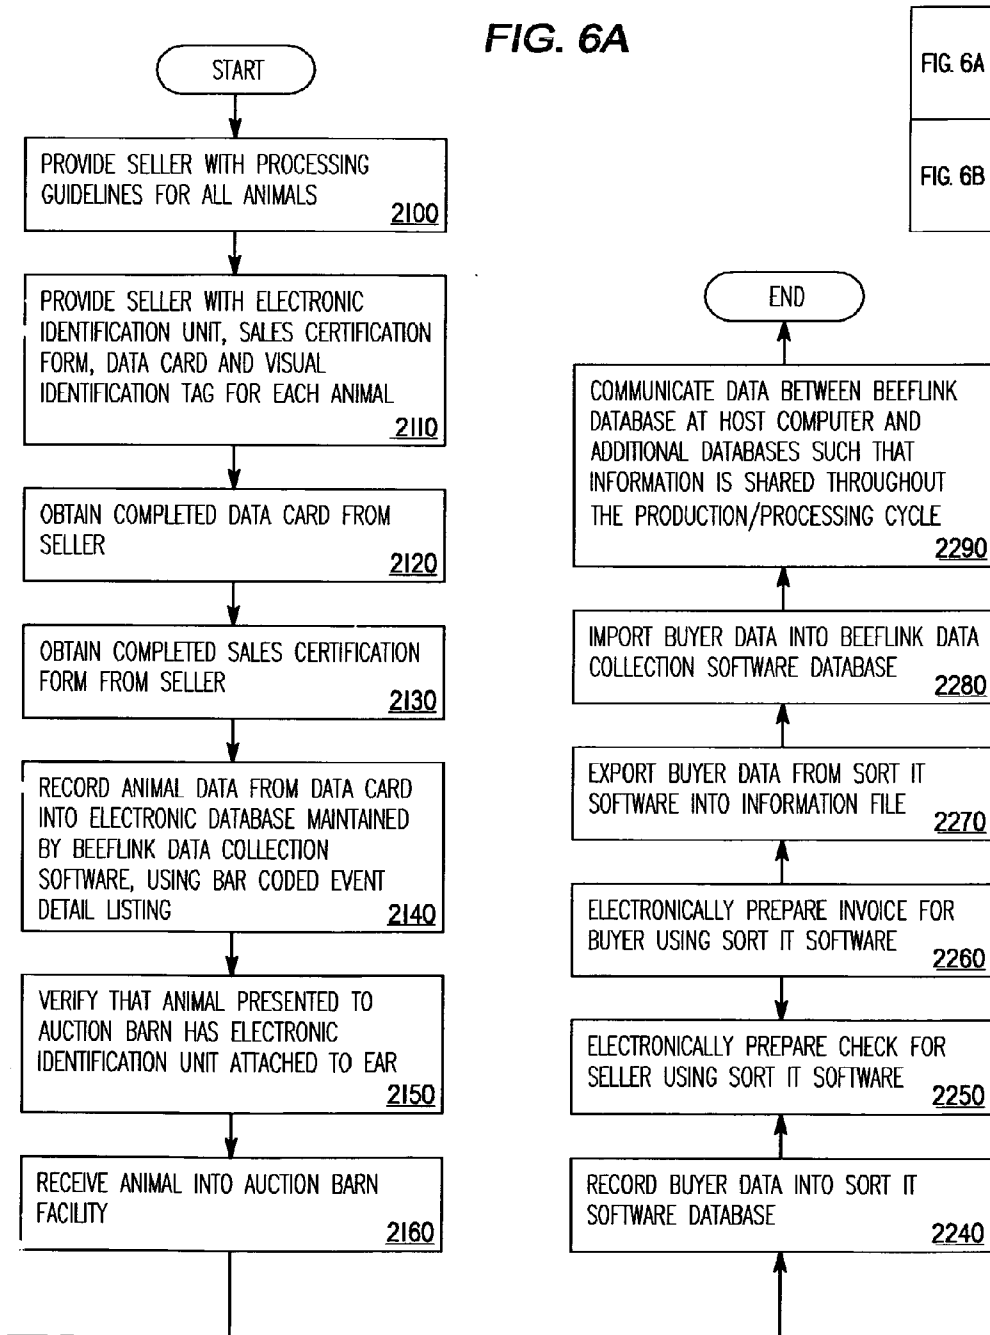 FIG. 6A
FIG. 6A
FIG. 6B
START
PROVIDE SELLER WITH PROCESSING
GUIDELINES FOR ALL ANIMALS
2100
PROVIDE SELLER WITH ELECTRONIC
IDENTIFICATION UNIT, SALES CERTIFICATION
FORM, DATA CARD AND VISUAL
IDENTIFICATION TAG FOR EACH ANIMAL
2110
OBTAIN COMPLETED DATA CARD FROM
SELLER
2120
OBTAIN COMPLETED SALES CERTIFICATION
FORM FROM SELLER
2130
RECORD ANIMAL DATA FROM DATA CARD
INTO ELECTRONIC DATABASE MAINTAINED
BY BEEFLINK DATA COLLECTION
SOFTWARE, USING BAR CODED EVENT
DETAIL LISTING
2140
VERIFY THAT ANIMAL PRESENTED TO
AUCTION BARN HAS ELECTRONIC
IDENTIFICATION UNIT ATTACHED TO EAR
2150
RECEIVE ANIMAL INTO AUCTION BARN
FACILITY
2160
END
COMMUNICATE DATA BETWEEN BEEFLINK
DATABASE AT HOST COMPUTER AND
ADDITIONAL DATABASES SUCH THAT
INFORMATION IS SHARED THROUGHOUT
THE PRODUCTION/PROCESSING CYCLE
2290
IMPORT BUYER DATA INTO BEEFLINK DATA
COLLECTION SOFTWARE DATABASE
2280
EXPORT BUYER DATA FROM SORT IT
SOFTWARE INTO INFORMATION FILE
2270
ELECTRONICALLY PREPARE INVOICE FOR
BUYER USING SORT IT SOFTWARE
2260
ELECTRONICALLY PREPARE CHECK FOR
SELLER USING SORT IT SOFTWARE
2250
RECORD BUYER DATA INTO SORT IT
SOFTWARE DATABASE
2240